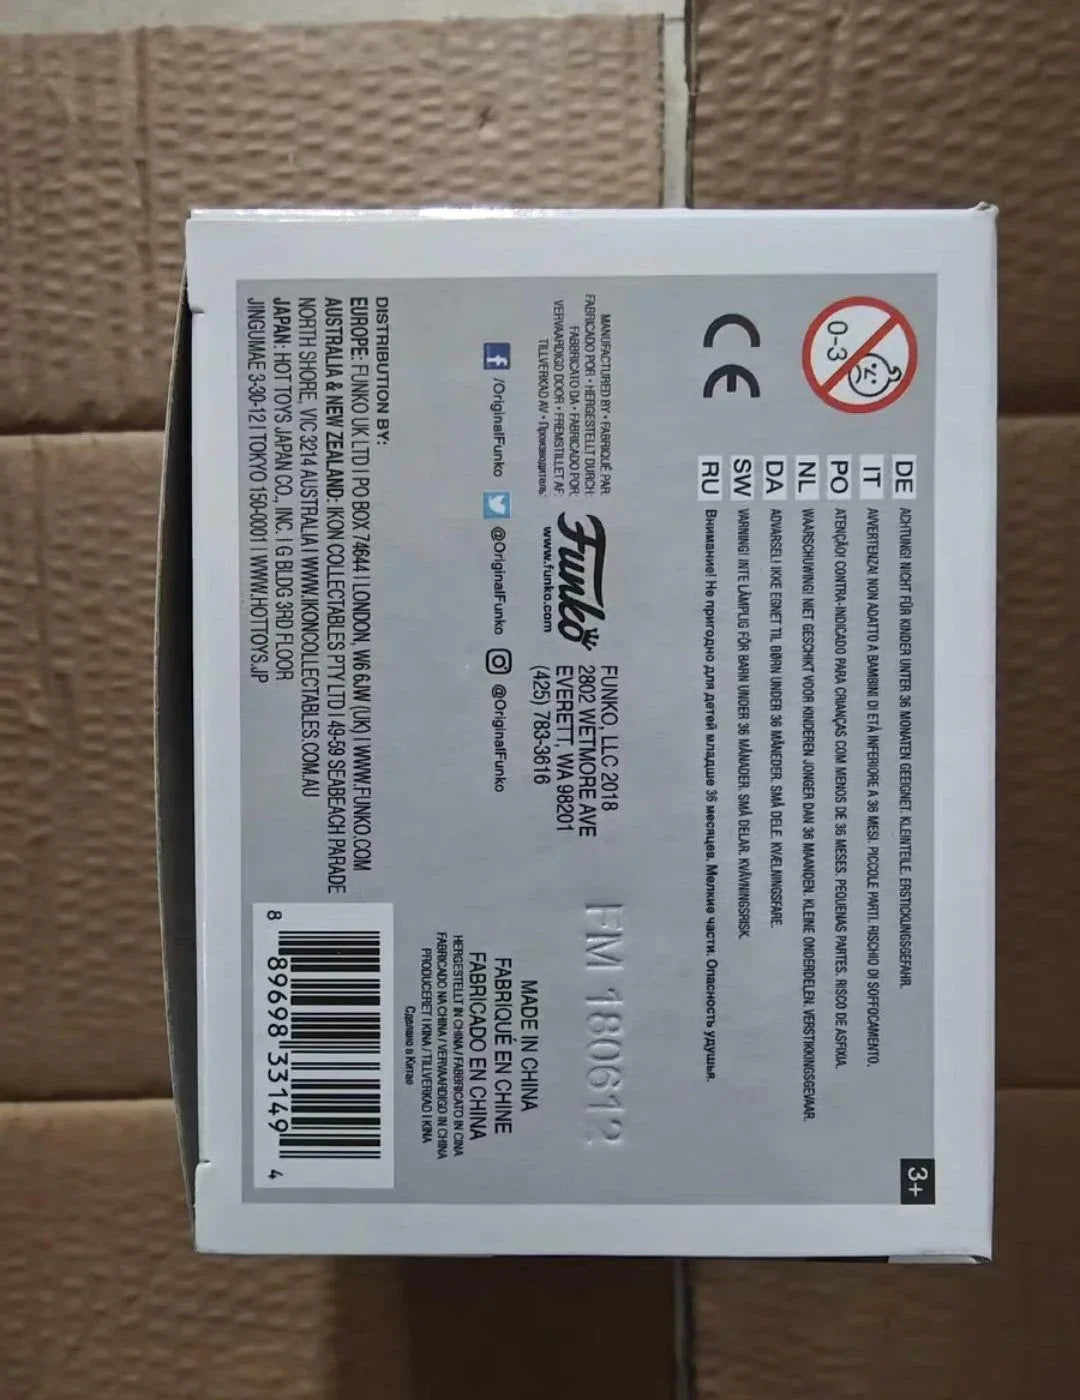 0-3
CE
DE ACHTUNG! NICHT FÜR KINDER UNTER 36 MONATEN GEEIGNET. KLEINTEILE. ERSTICKUNGSGEFAHR.
IT AVVERTENZA! NON ADATTO A BAMBINI DI ETÀ INFERIORE A 36 MESI. PICCOLE PARTI. RISCHIO DI SOFFOCAMENTO.
PO ATENÇÃO! CONTRA-INDICADO PARA CRIANÇAS COM MENOS DE 36 MESES. PEQUENAS PARTES. RISCO DE ASFIXIA.
NL WAARSCHUWING! NIET GESCHIKT VOOR KINDEREN JONGER DAN 36 MAANDEN. KLEINE ONDERDELEN. VERSTIKKINGSGEVAAR.
DA ADVARSEL! IKKE EGNET TIL BØRN UNDER 36 MÅNEDER. SMÅ DELE. KVÆLNINGSFARE.
SW VARNING! INTE LÄMPLIG FÖR BARN UNDER 36 MÅNADER. SMÅ DELAR. KVÄVNINGSRISK.
RU Внимание! Не пригодно для детей младше 36 месяцев. Мелкие части. Опасность удушья.
3+
MANUFACTURED BY • FABRIQUÉ PAR
FABRICADO POR • HERGESTELLT DURCH:
FABBRICATO DA • FABRICADO POR:
VERVAARDIGD DOOR • FREMSTILLET AF:
TILLVERKAD AV • Производитель:
Funko
www.funko.com
FUNKO, LLC 2018
2802 WETMORE AVE
EVERETT, WA 98201
(425) 783-3616
FM 180612
/OriginalFunko @OriginalFunko @OriginalFunko
MADE IN CHINA
FABRIQUÉ EN CHINE
FABRICADO EN CHINA
HERGESTELLT IN CHINA / FABBRICATO IN CINA
FABRICADO NA CHINA / VERVAARDIGD IN CHINA
PRODUCERET I KINA / TILLVERKAD I KINA
Сделано в Китае
DISTRIBUTION BY:
EUROPE: FUNKO UK LTD | PO BOX 74644 | LONDON, W6 6JW (UK) | WWW.FUNKO.COM
AUSTRALIA & NEW ZEALAND: IKON COLLECTABLES PTY LTD | 49-59 SEABEACH PARADE
NORTH SHORE, VIC 3214 AUSTRALIA | WWW.IKONCOLLECTABLES.COM.AU
JAPAN: HOT TOYS JAPAN CO., INC. | G BLDG 3RD FLOOR
JINGUMAE 3-30-12 | TOKYO 150-0001 | WWW.HOTTOYS.JP
8 89698 33149 4